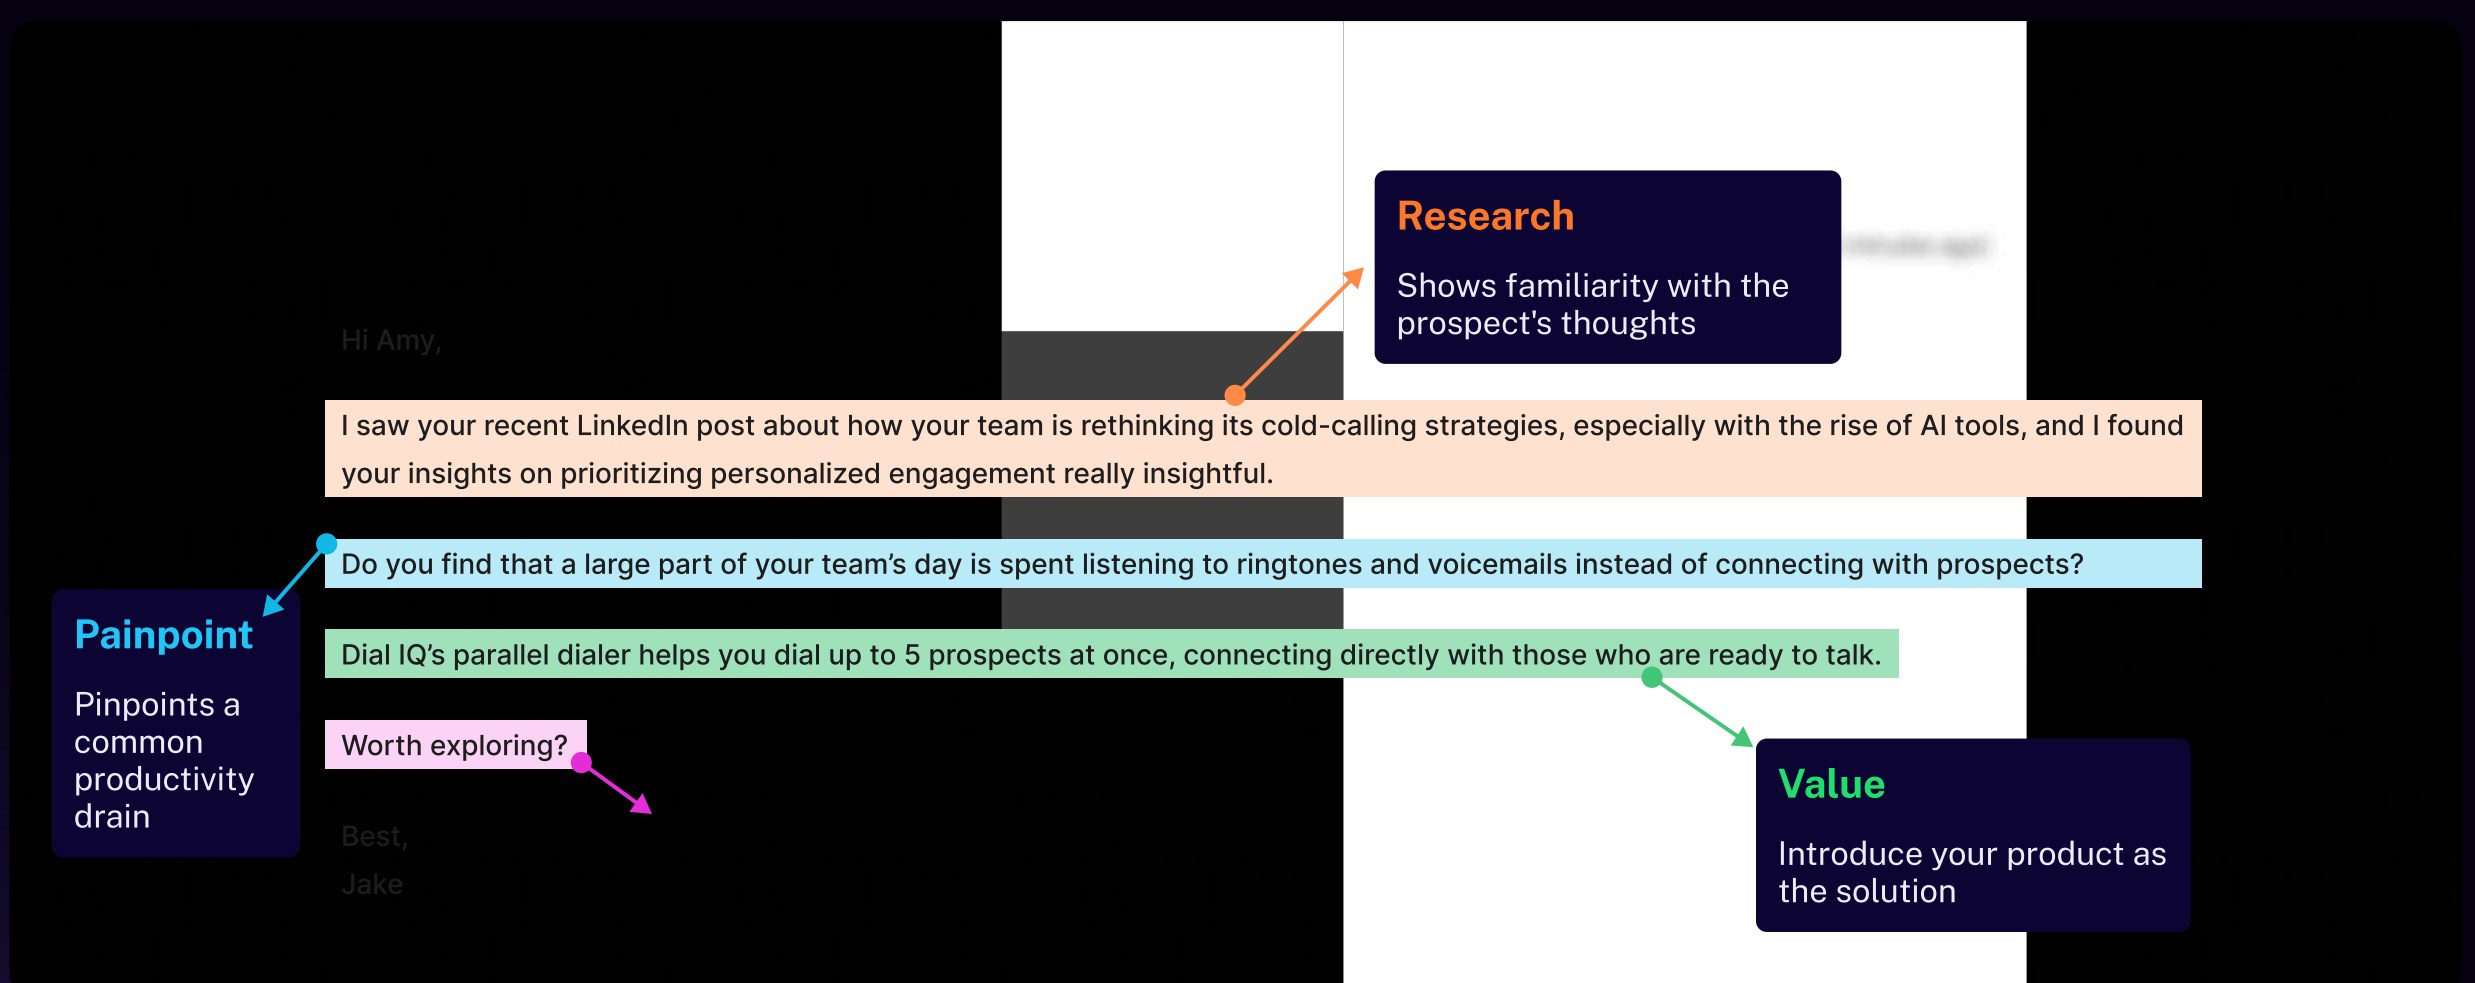 Research
Shows familiarity with the
prospect's thoughts
Hi Amy,
I saw your recent LinkedIn post about how your team is rethinking its cold-calling strategies, especially with the rise of AI tools, and I found
your insights on prioritizing personalized engagement really insightful.
Do you find that a large part of your team’s day is spent listening to ringtones and voicemails instead of connecting with prospects?
Painpoint
Pinpoints a
common
productivity
drain
Dial IQ’s parallel dialer helps you dial up to 5 prospects at once, connecting directly with those who are ready to talk.
Worth exploring?
Value
Introduce your product as
the solution
Best,
Jake